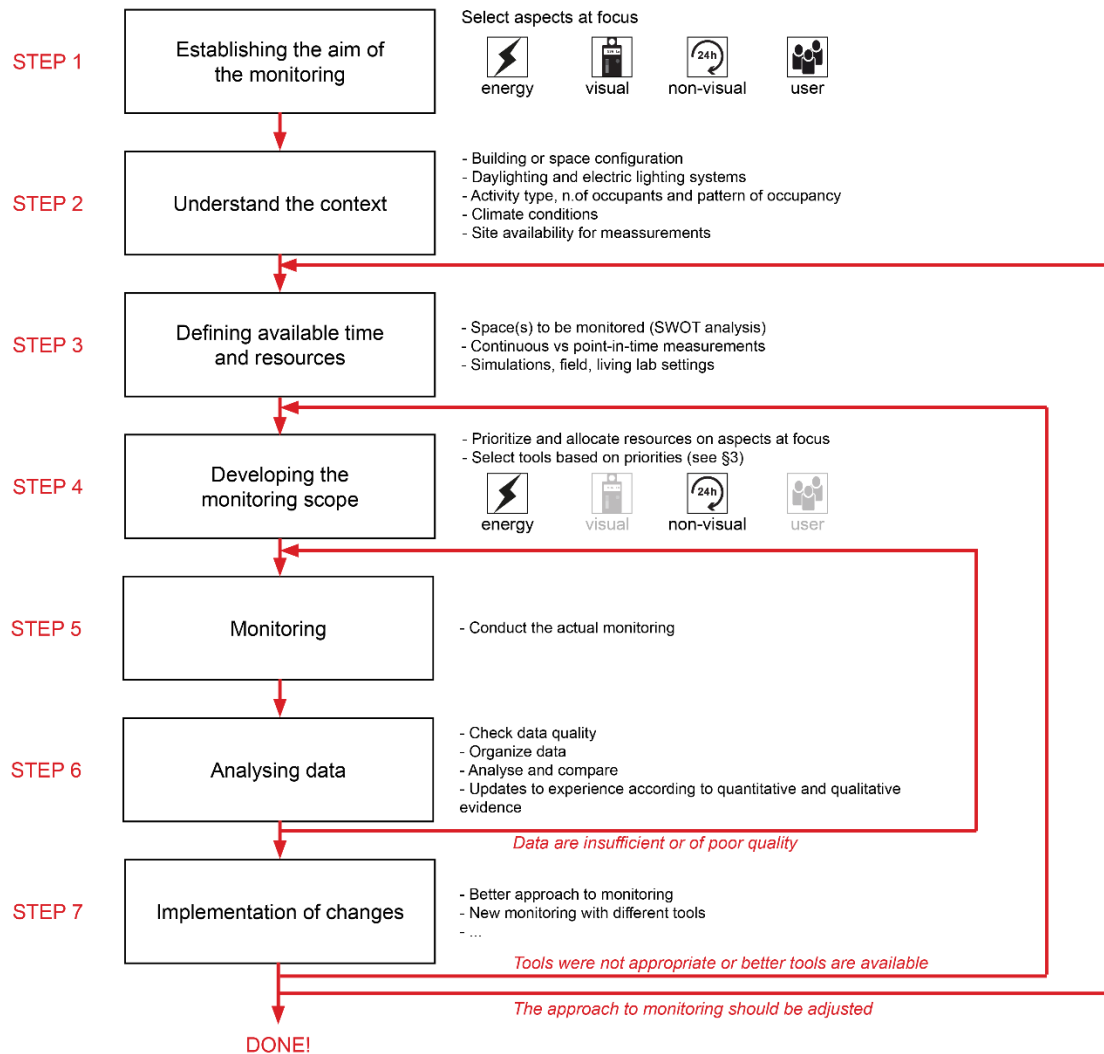 STEP 1
Establishing the aim of
the monitoring
Select aspects at focus
energy
visual
24h
non-visual
user
STEP 2
Understand the context
- Building or space configuration
- Daylighting and electric lighting systems
- Activity type, n.of occupants and pattern of occupancy
- Climate conditions
- Site availability for meassurements
STEP 3
Defining available time
and resources
- Space(s) to be monitored (SWOT analysis)
- Continuous vs point-in-time measurements
- Simulations, field, living lab settings
STEP 4
Developing the
monitoring scope
- Prioritize and allocate resources on aspects at focus
- Select tools based on priorities (see §3)
energy
visual
24h
non-visual
user
STEP 5
Monitoring
- Conduct the actual monitoring
STEP 6
Analysing data
- Check data quality
- Organize data
- Analyse and compare
- Updates to experience according to quantitative and qualitative
evidence
Data are insufficient or of poor quality
STEP 7
Implementation of changes
- Better approach to monitoring
- New monitoring with different tools
- ...
Tools were not appropriate or better tools are available
The approach to monitoring should be adjusted
DONE!